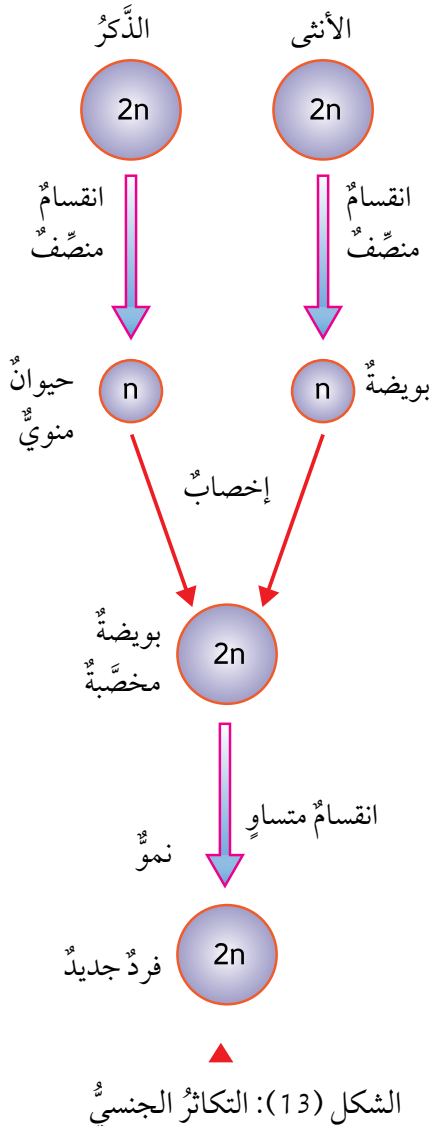 الأنثى
الذَّكرُ
2n
2n
انقسامٌ
منصِّفٌ
انقسامٌ
منصِّفٌ
بويضةٌ
n
n
حيوانٌ
منويٌّ
إخصابٌ
بويضةٌ
مخصَّبةٌ
2n
انقسامٌ متساوٍ
نموٌّ
2n
فردٌ جديدٌ
الشكل (13): التكاثرُ الجنسيُّ